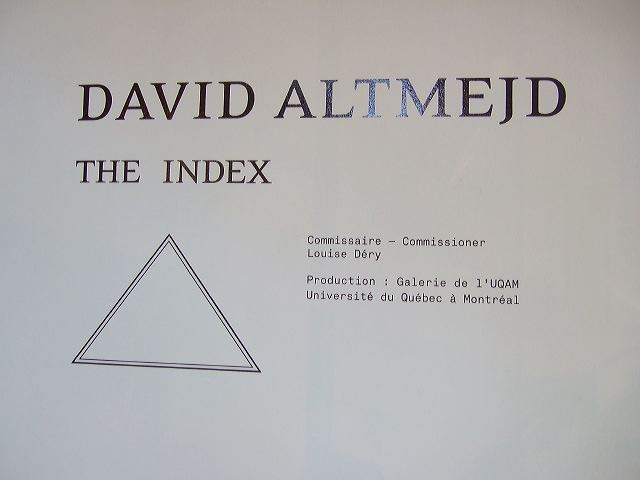 DAVID ALTMEJD
THE INDEX
Commissaire – Commissioner
Louise Déry
Production : Galerie de l'UQAM
Université du Québec à Montréal